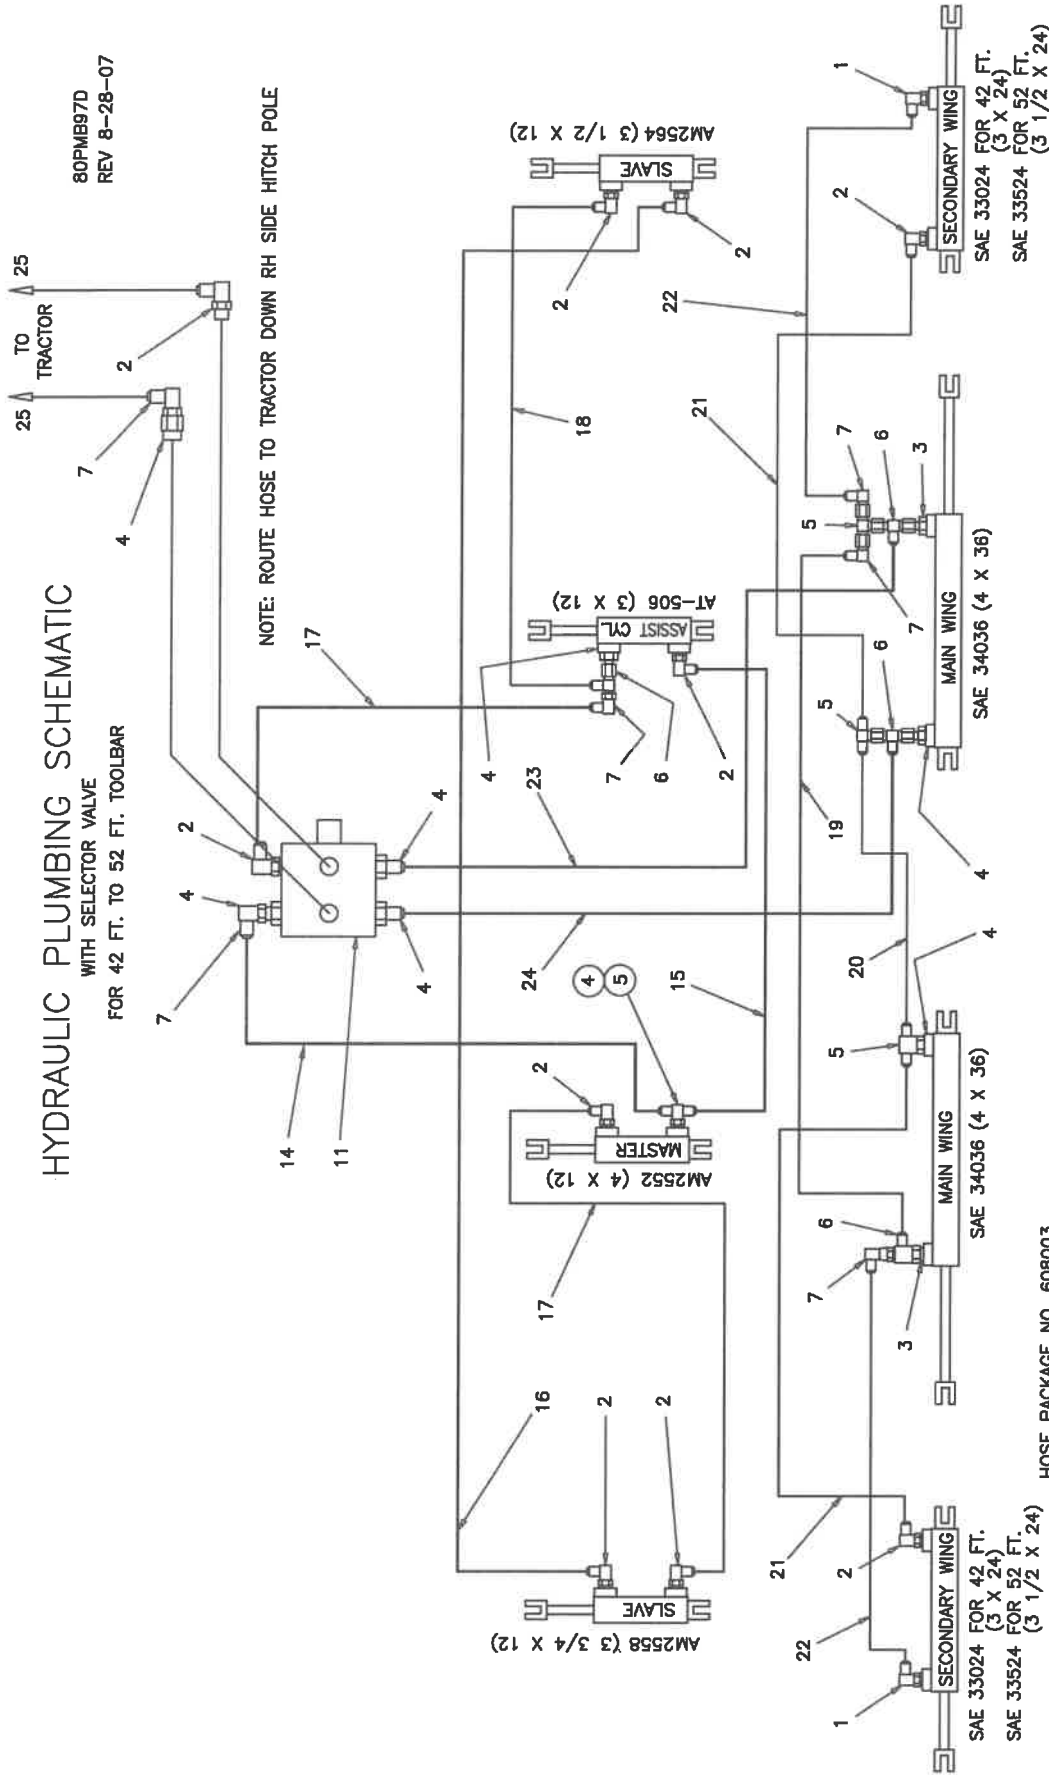 HYDRAULIC PLUMBING SCHEMATIC
WITH SELECTOR VALVE
FOR 42 FT. TO 52 FT. TOOLBAR
80PMB97D
REV 8-28-07
25
TO
TRACTOR
25
7
4
2
NOTE: ROUTE HOSE TO TRACTOR DOWN RH SIDE HITCH POLE
7
4
2
17
14
11
4
4
16
18
SLAVE
AM2558 (3 3/4 X 12)
2
2
17
MASTER
AM2552 (4 X 12)
2
4
5
15
24
23
ASSIST CYL
AT-506 (3 X 12)
4
7
6
2
SLAVE
AM2564 (3 1/2 X 12)
2
2
22
21
1
2
SECONDARY WING
SAE 33024 FOR 42 FT.
(3 X 24)
SAE 33524 FOR 52 FT.
(3 1/2 X 24)
7
6
3
MAIN WING
SAE 34036 (4 X 36)
5
4
20
19
5
6
4
MAIN WING
SAE 34036 (4 X 36)
5
7
7
6
3
21
22
2
1
SECONDARY WING
SAE 33024 FOR 42 FT.
(3 X 24)
SAE 33524 FOR 52 FT.
(3 1/2 X 24)
HOSE PACKAGE NO. 608003